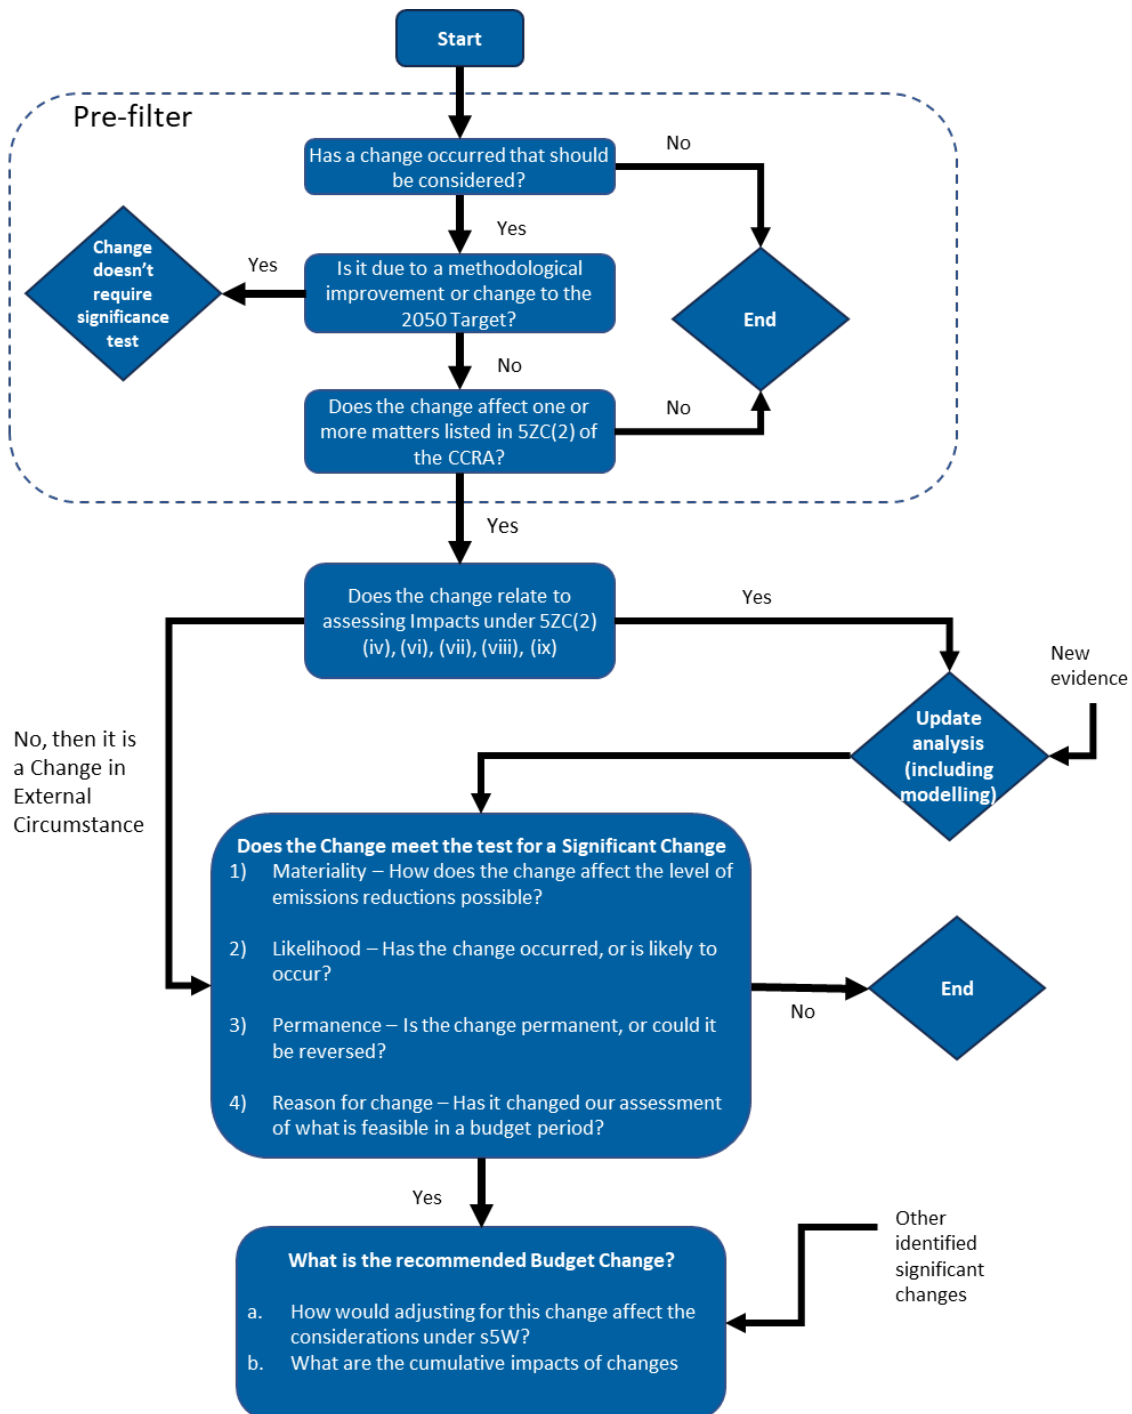 Start
Pre-filter
Has a change occurred that should
be considered?
No
Yes
Change
doesn't
require
significance
test
Yes
Is it due to a methodological
improvement or change to the
2050 Target?
End
No
Does the change affect one or
more matters listed in 5ZC(2) of
the CCRA?
No
Yes
Does the change relate to
assessing Impacts under 5ZC(2)
(iv), (vi), (vii), (viii), (ix)
Yes
New
evidence
Update
analysis
(including
modelling)
No, then it is
a Change in
External
Circumstance
Does the Change meet the test for a Significant Change
1) Materiality – How does the change affect the level of
emissions reductions possible?
2) Likelihood – Has the change occurred, or is likely to
occur?
3) Permanence – Is the change permanent, or could it
be reversed?
4) Reason for change – Has it changed our assessment
of what is feasible in a budget period?
No
End
Yes
What is the recommended Budget Change?
a. How would adjusting for this change affect the
considerations under s5W?
b. What are the cumulative impacts of changes
Other
identified
significant
changes